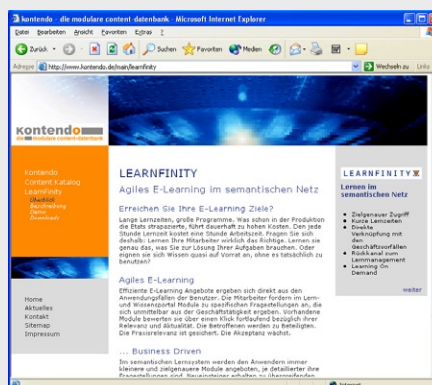 kontendo - die modulare content-datenbank - Microsoft Internet Explorer
Datei Bearbeiten Ansicht Favoriten Extras ?
Zurück Suchen Favoriten Medien
Adresse http://www.kontendo.de/main/learnfinity Wechseln zu Links
kontendo
die modulare content-datenbank
Kontendo
Content Katalog
LearnFinity
Überblick
Beschreibung
Demo
Downloads
Home
Aktuelles
Kontakt
Sitemap
Impressum
LEARNFINITY
Agiles E-Learning im semantischen Netz
Erreichen Sie Ihre E-Learning Ziele?
Lange Lernzeiten, große Programme. Was schon in der Produktion
die Etats strapazierte, führt dauerhaft zu hohen Kosten. Den jede
Stunde Lernzeit kostet eine Stunde Arbeitszeit. Fragen Sie sich
deshalb: Lernen Ihre Mitarbeiter wirklich das Richtige. Lernen sie
genau das, was Sie zur Lösung Ihrer Aufgaben brauchen. Oder
eignen sie sich Wissen quasi auf Vorrat an, ohne es tatsächlich zu
benutzen?
Agiles E-Learning
Effiziente E-Learning Angebote ergeben sich direkt aus den
Anwendungsfällen der Benutzer. Die Mitarbeiter fordern im Lern-
und Wissensportal Module zu spezifischen Fragestellungen an, die
sich unmittelbar aus der Geschäftstätigkeit ergeben. Vorhandene
Module bewerten sie über einen Klick fortlaufend bezüglich ihrer
Relevanz und Aktualität. Die Betroffenen werden zu Beteiligten.
Die Praxisrelevanz ist gesichert. Die Akzeptanz wächst.
... Business Driven
Im semantischen Lernsystem werden den Anwendern immer
kleinere und zielgenauere Module angeboten, je detaillierter ihre
LEARNFINITY
Lernen im
semantischen Netz
Zielgenauer Zugriff
Kurze Lernzeiten
Direkte
Verknüpfung mit
den
Geschäftsvorfällen
Rückkanal zum
Lernmanagement
Learning On
Demand
weiter
Internet